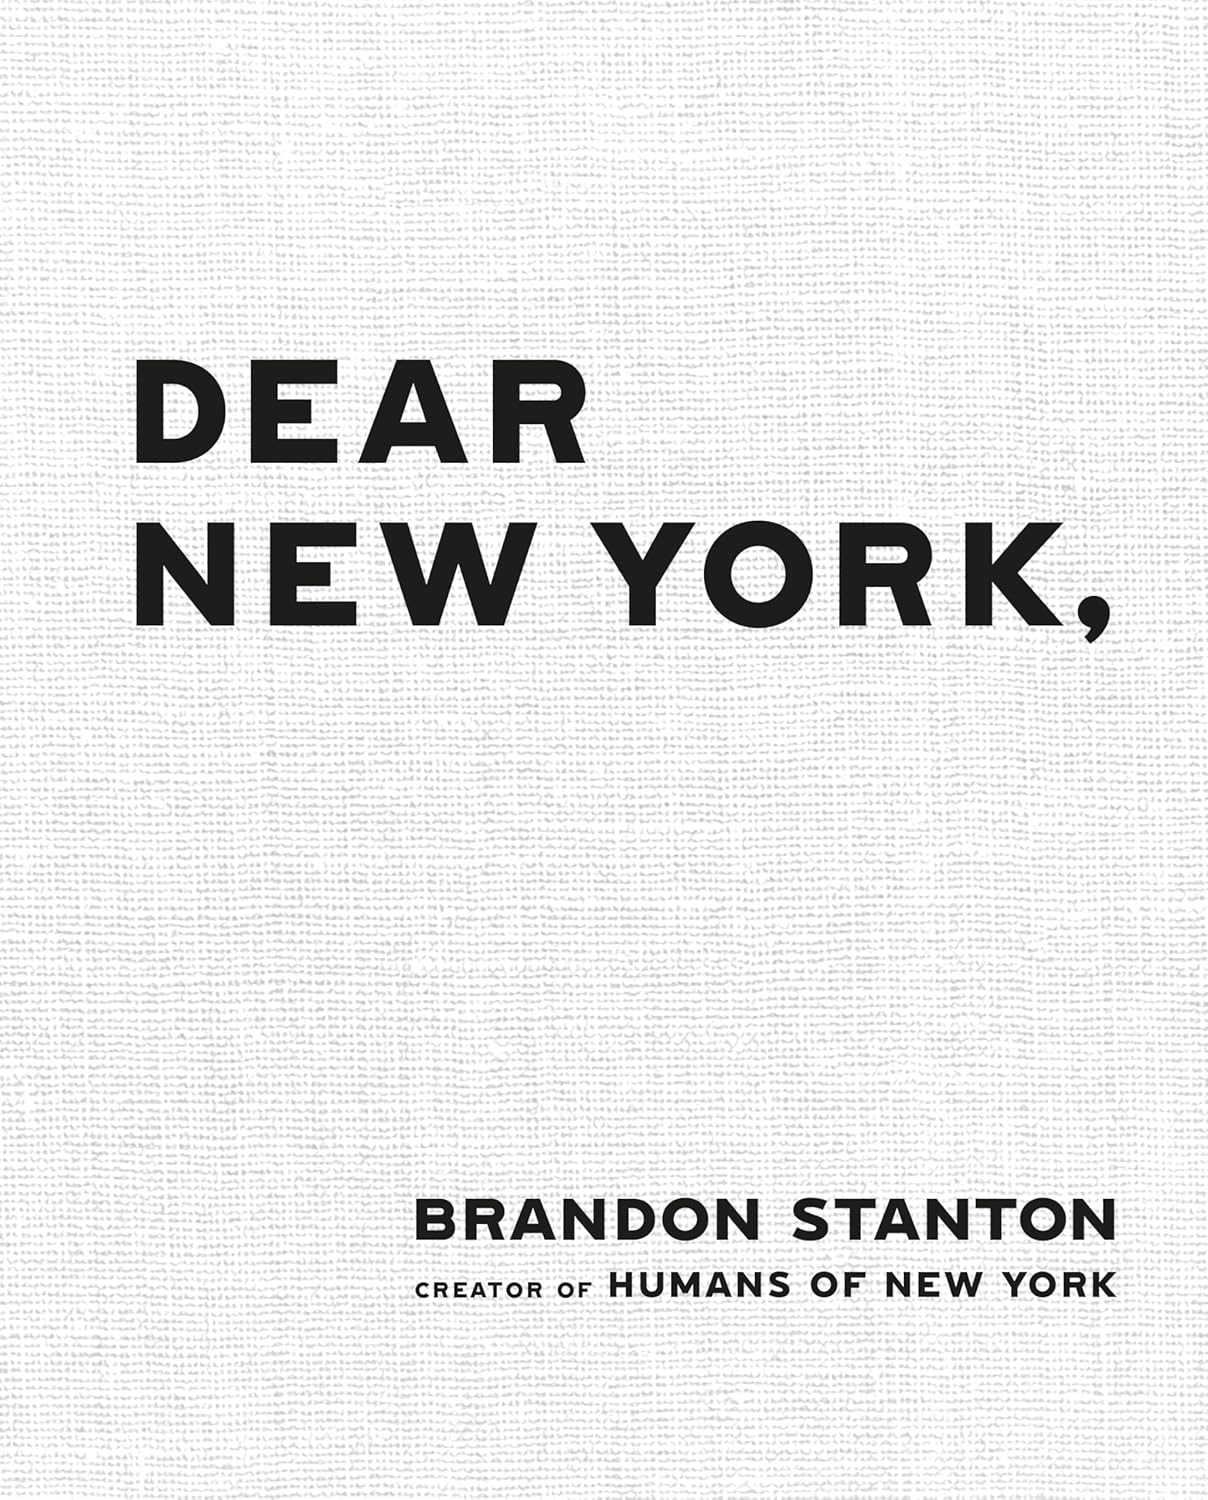 DEAR
NEW YORK,
BRANDON STANTON
CREATOR OF HUMANS OF NEW YORK